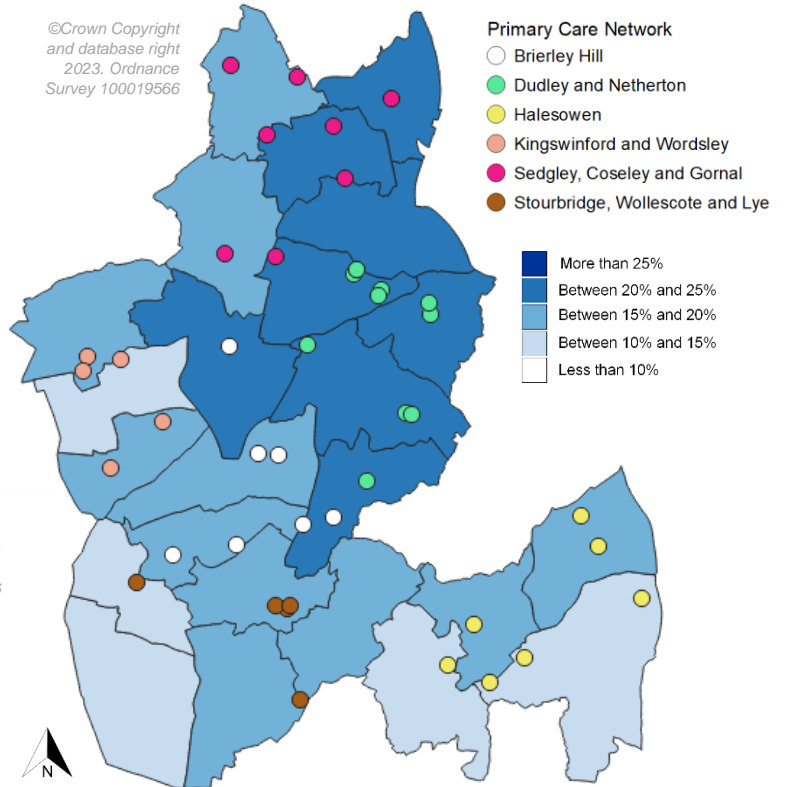 ©Crown Copyright
and database right
2023. Ordnance
Survey 100019566
Primary Care Network
Brierley Hill
Dudley and Netherton
Halesowen
Kingswinford and Wordsley
Sedgley, Coseley and Gornal
Stourbridge, Wollescote and Lye
More than 25%
Between 20% and 25%
Between 15% and 20%
Between 10% and 15%
Less than 10%
N